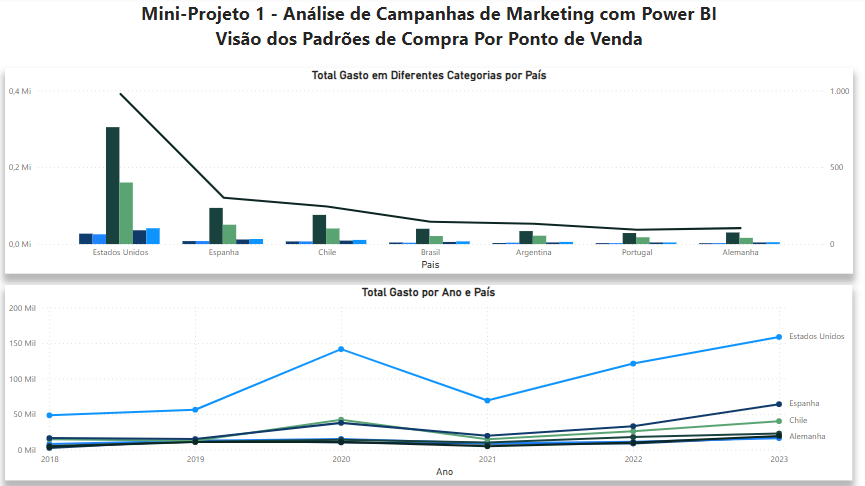 Mini-Projeto 1 - Análise de Campanhas de Marketing com Power BI
Visão dos Padrões de Compra Por Ponto de Venda
Total Gasto em Diferentes Categorias por País
0,4 Mi
1.000
0,2 Mi
500
0,0 Mi
0
Estados Unidos Espanha Chile Brasil Argentina Portugal Alemanha
Pais
Total Gasto por Ano e País
200 Mil
150 Mil
Estados Unidos
100 Mil
50 Mil
Espanha
Chile
Alemanha
0 Mil
2018 2019 2020 2021 2022 2023
Ano